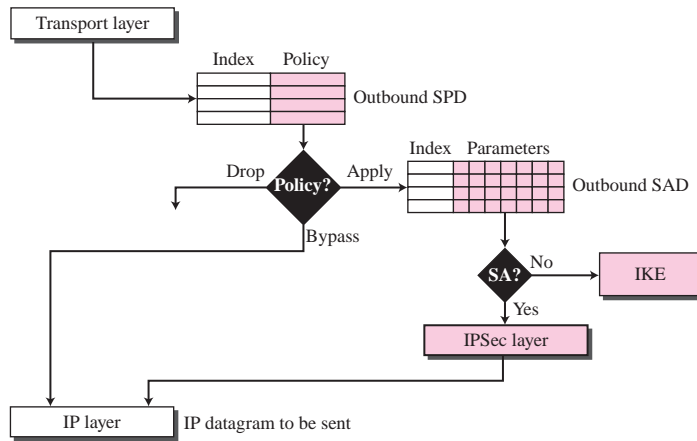 Transport layer
Index Policy
Outbound SPD
Index Parameters
Drop
Policy?
Apply
Outbound SAD
Bypass
SA?
No
IKE
Yes
IPSec layer
IP layer
IP datagram to be sent